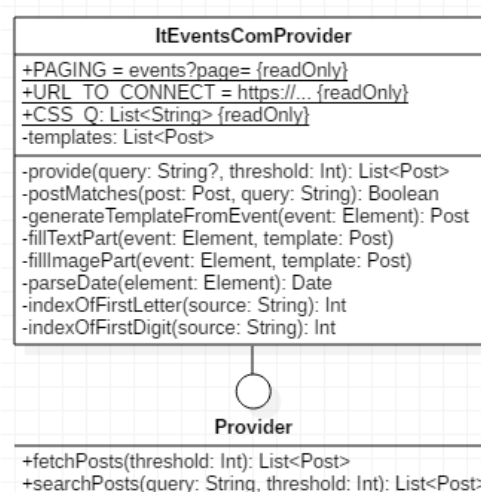 ItEventsComProvider
+PAGING = events?page= {readOnly}
+URL_TO_CONNECT = https://... {readOnly}
+CSS_Q: List<String> {readOnly}
-templates: List<Post>
-provide(query: String?, threshold: Int): List<Post>
-postMatches(post: Post, query: String): Boolean
-generateTemplateFromEvent(event: Element): Post
-fillTextPart(event: Element, template: Post)
-fillImagePart(event: Element, template: Post)
-parseDate(element: Element): Date
-indexOfFirstLetter(source: String): Int
-indexOfFirstDigit(source: String): Int
Provider
+fetchPosts(threshold: Int): List<Post>
+searchPosts(query: String, threshold: Int): List<Post>